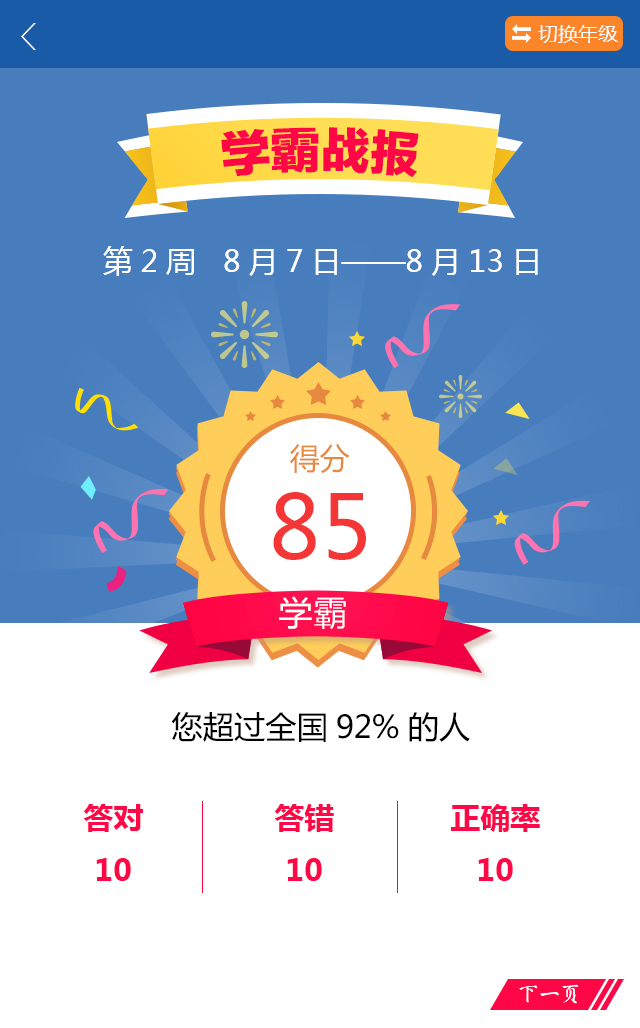 切换年级
学霸战报
第 2 周 8 月 7 日——8 月 13 日
得分
85
学霸
您超过全国 92% 的人
答对 答错 正确率
10 10 10
下一页